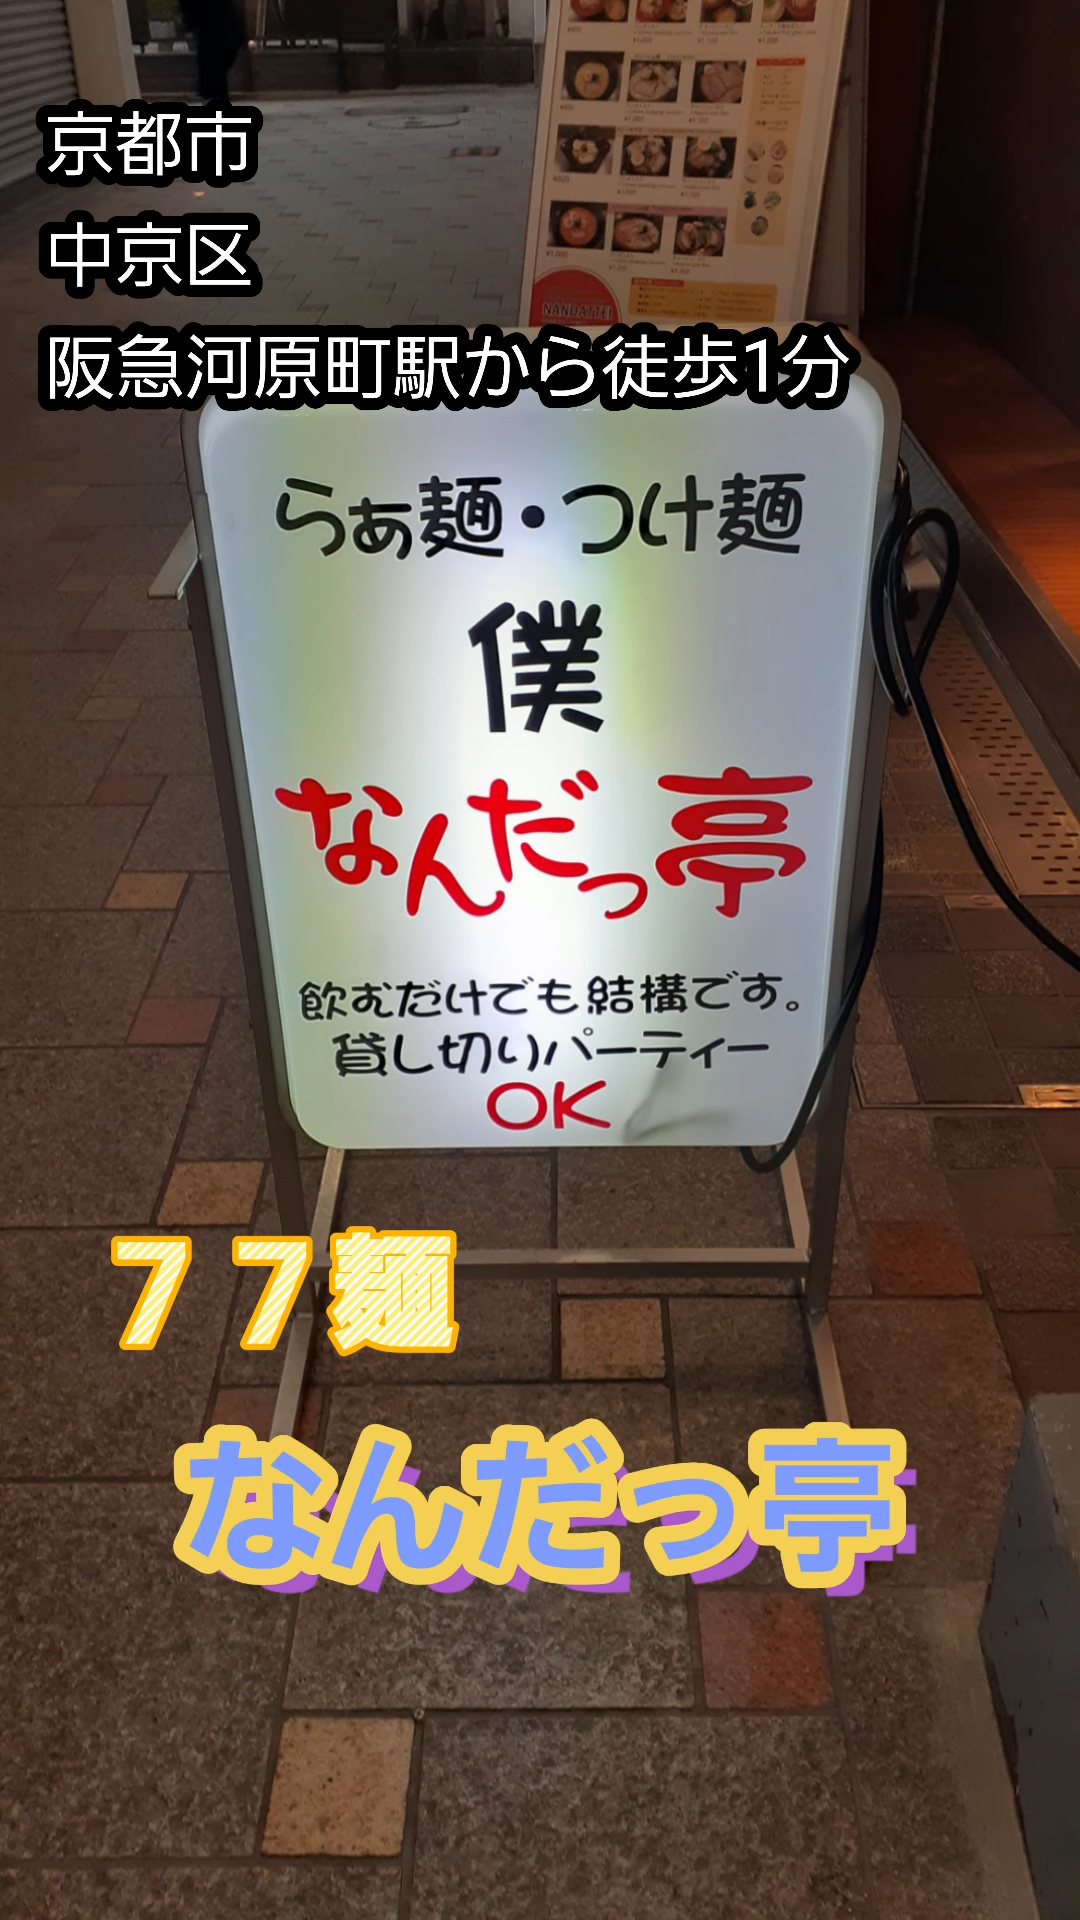 京都市
中京区
阪急河原町駅から徒歩1分
NANDATTEI
らぁ麺・つけ麺
僕
なんだっ亭
飲むだけでも結構です。
貸し切りパーティー
OK
７７麺
なんだっ亭